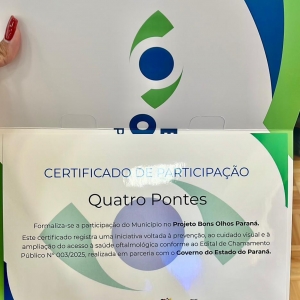 CERTIFICADO DE PARTICIPAÇÃO
Quatro Pontes
Formaliza-se a participação do Município no Projeto Bons Olhos Paraná.
Este certificado registra uma iniciativa voltada à prevenção, ao cuidado visual e à
ampliação do acesso à saúde oftalmológica conforme ao Edital de Chamamento
Público Nº 003/2025, realizada em parceria com o Governo do Estado do Paraná.